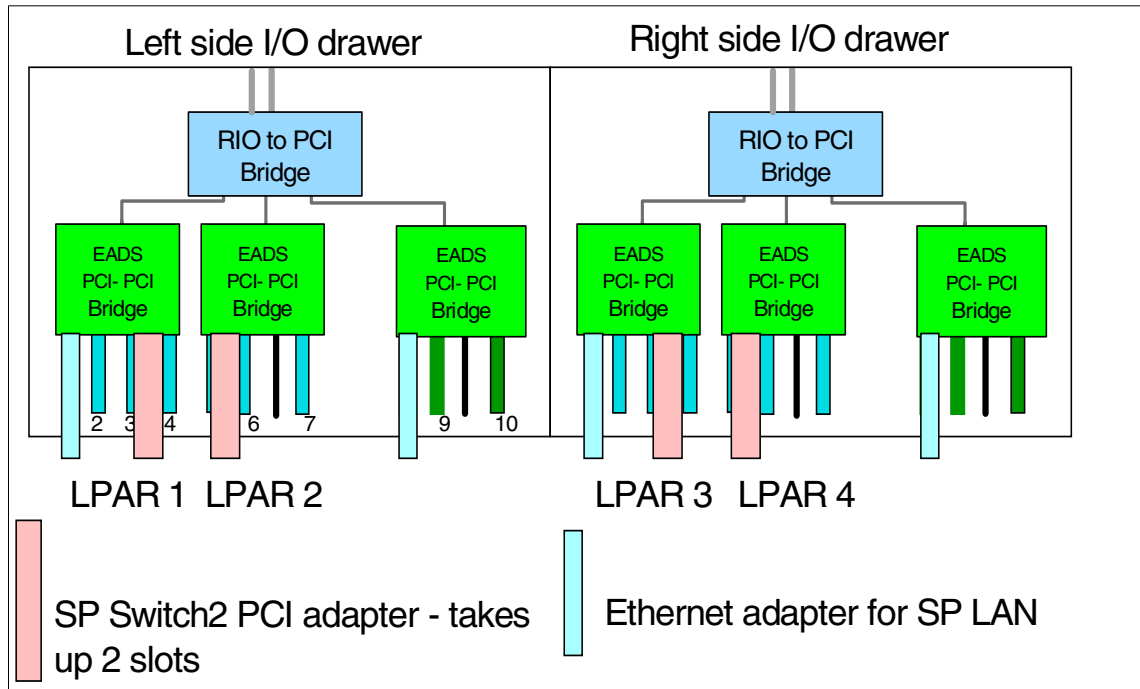 Left side I/O drawer
Right side I/O drawer
RIO to PCI
Bridge
RIO to PCI
Bridge
EADS
PCI- PCI
Bridge
EADS
PCI- PCI
Bridge
EADS
PCI- PCI
Bridge
EADS
PCI- PCI
Bridge
EADS
PCI- PCI
Bridge
EADS
PCI- PCI
Bridge
2 3 4 6 7 9 10
LPAR 1 LPAR 2
LPAR 3 LPAR 4
SP Switch2 PCI adapter - takes
up 2 slots
Ethernet adapter for SP LAN